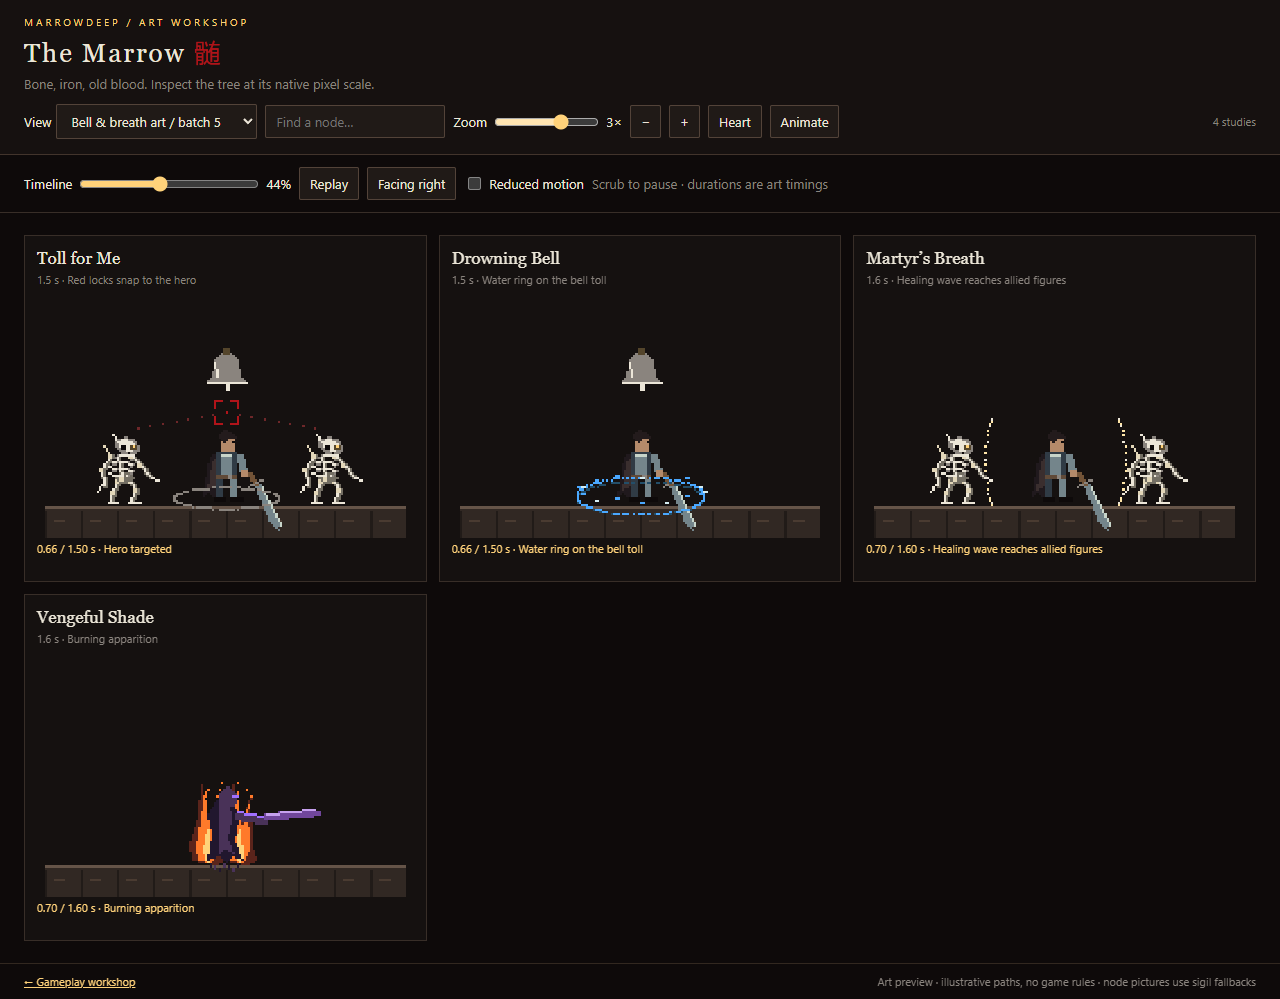 MARROWDEEP / ART WORKSHOP
The Marrow 髄
Bone, iron, old blood. Inspect the tree at its native pixel scale.
View Bell & breath art / batch 5 Find a node... Zoom 3× − + Heart Animate 4 studies
Timeline 44% Replay Facing right Reduced motion Scrub to pause · durations are art timings
Toll for Me
1.5 s · Red locks snap to the hero
0.66 / 1.50 s · Hero targeted
Drowning Bell
1.5 s · Water ring on the bell toll
0.66 / 1.50 s · Water ring on the bell toll
Martyr’s Breath
1.6 s · Healing wave reaches allied figures
0.70 / 1.60 s · Healing wave reaches allied figures
Vengeful Shade
1.6 s · Burning apparition
0.70 / 1.60 s · Burning apparition
← Gameplay workshop Art preview · illustrative paths, no game rules · node pictures use sigil fallbacks